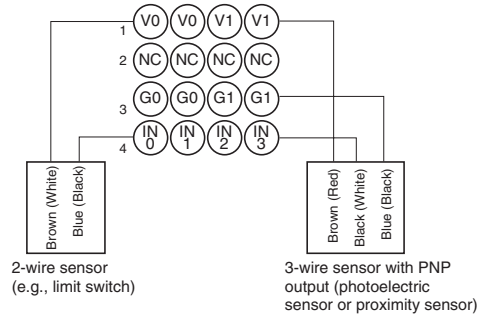 1 V0 V0 V1 V1
2 NC NC NC NC
3 G0 G0 G1 G1
4 IN 0 IN 1 IN 2 IN 3
Brown (White)
Blue (Black)
Brown (Red)
Black (White)
Blue (Black)
2-wire sensor
(e.g., limit switch)
3-wire sensor with PNP
output (photoelectric
sensor or proximity sensor)